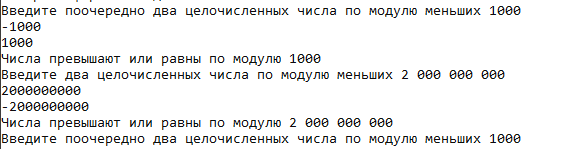 Введите поочередно два целочисленных числа по модулю меньших 1000
-1000
1000
Числа превышают или равны по модулю 1000
Введите два целочисленных числа по модулю меньших 2 000 000 000
2000000000
-2000000000
Числа превышают или равны по модулю 2 000 000 000
Введите поочередно два целочисленных числа по модулю меньших 1000